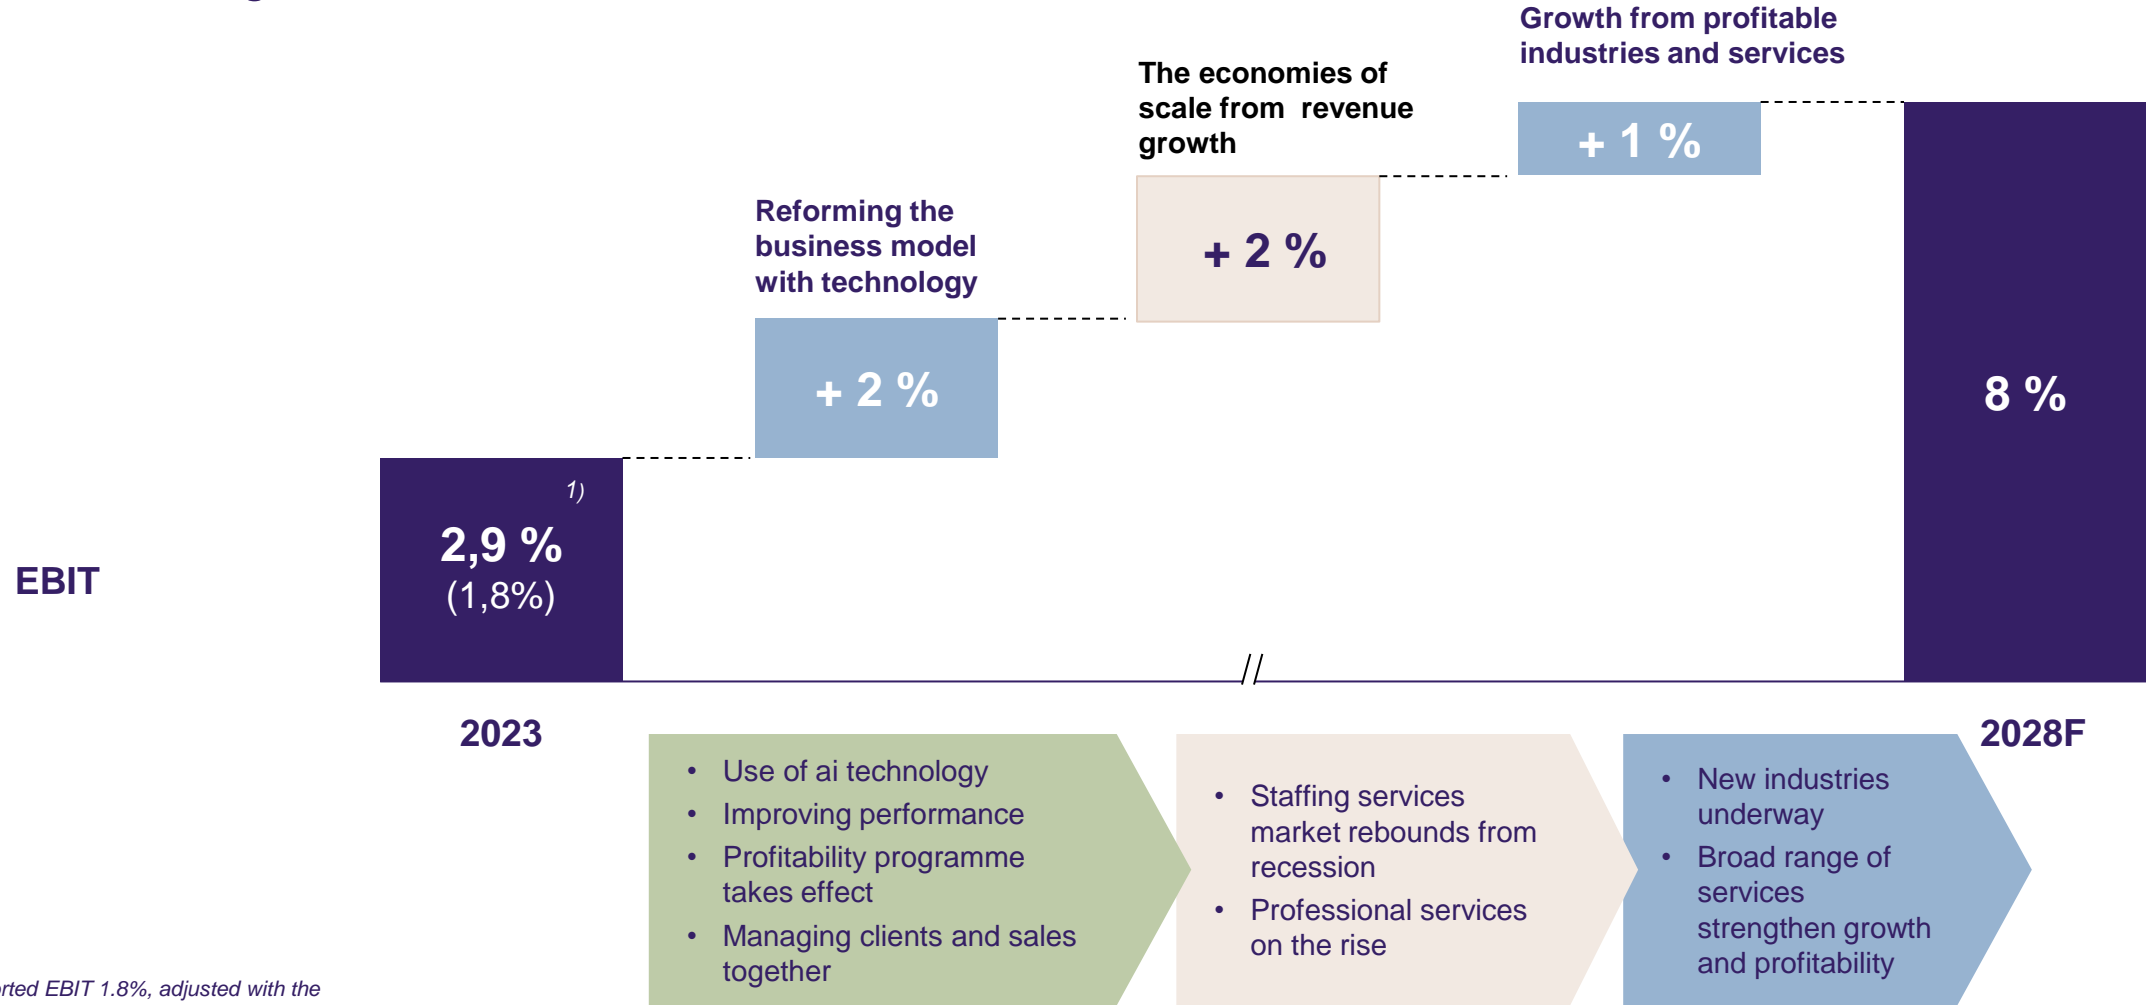 Growth from profitable
industries and services
The economies of
scale from revenue
growth
+ 1 %
Reforming the
business model
with technology
+ 2 %
+ 2 %
8 %
1)
2,9 %
(1,8%)
EBIT
//
2023
2028F
• Use of ai technology
• Improving performance
• Profitability programme
takes effect
• Managing clients and sales
together
• Staffing services
market rebounds from
recession
• Professional services
on the rise
• New industries
underway
• Broad range of
services
strengthen growth
and profitability
EBIT 1.8%, adjusted with the